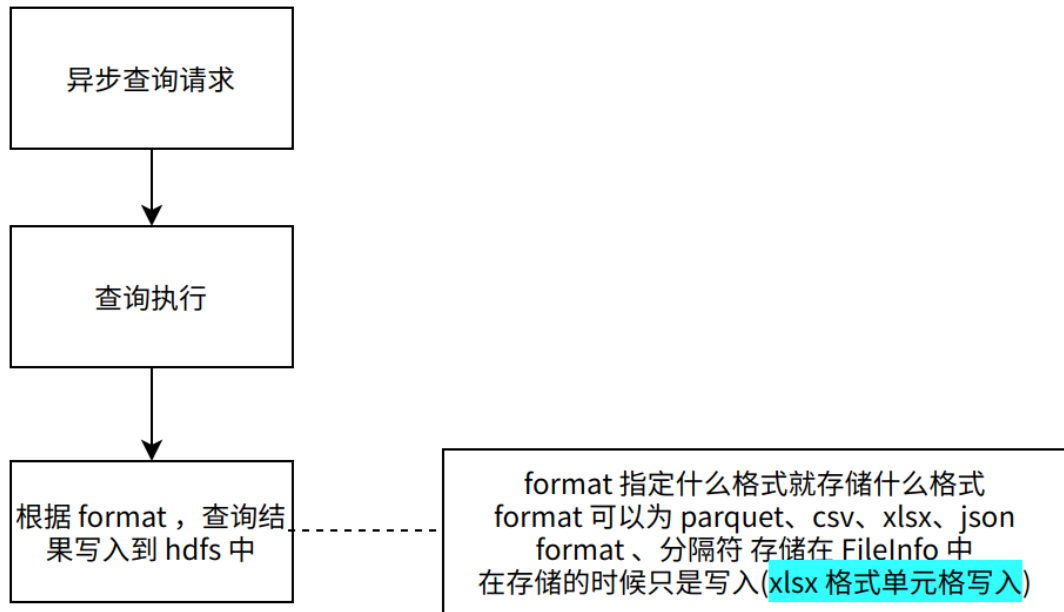 异步查询请求
查询执行
根据 format ，查询结
果写入到 hdfs 中
format 指定什么格式就存储什么格式
format 可以为 parquet、csv、xlsx、json
format 、分隔符 存储在 FileInfo 中
在存储的时候只是写入(xlsx 格式单元格写入)